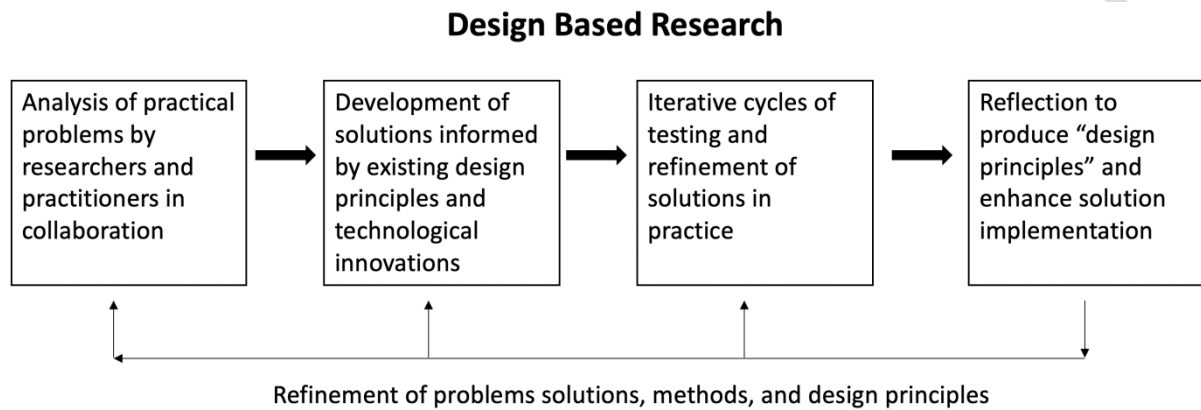 Design Based Research
Analysis of practical
problems by
researchers and
practitioners in
collaboration
Development of
solutions informed
by existing design
principles and
technological
innovations
Iterative cycles of
testing and
refinement of
solutions in
practice
Reflection to
produce “design
principles” and
enhance solution
implementation
Refinement of problems solutions, methods, and design principles